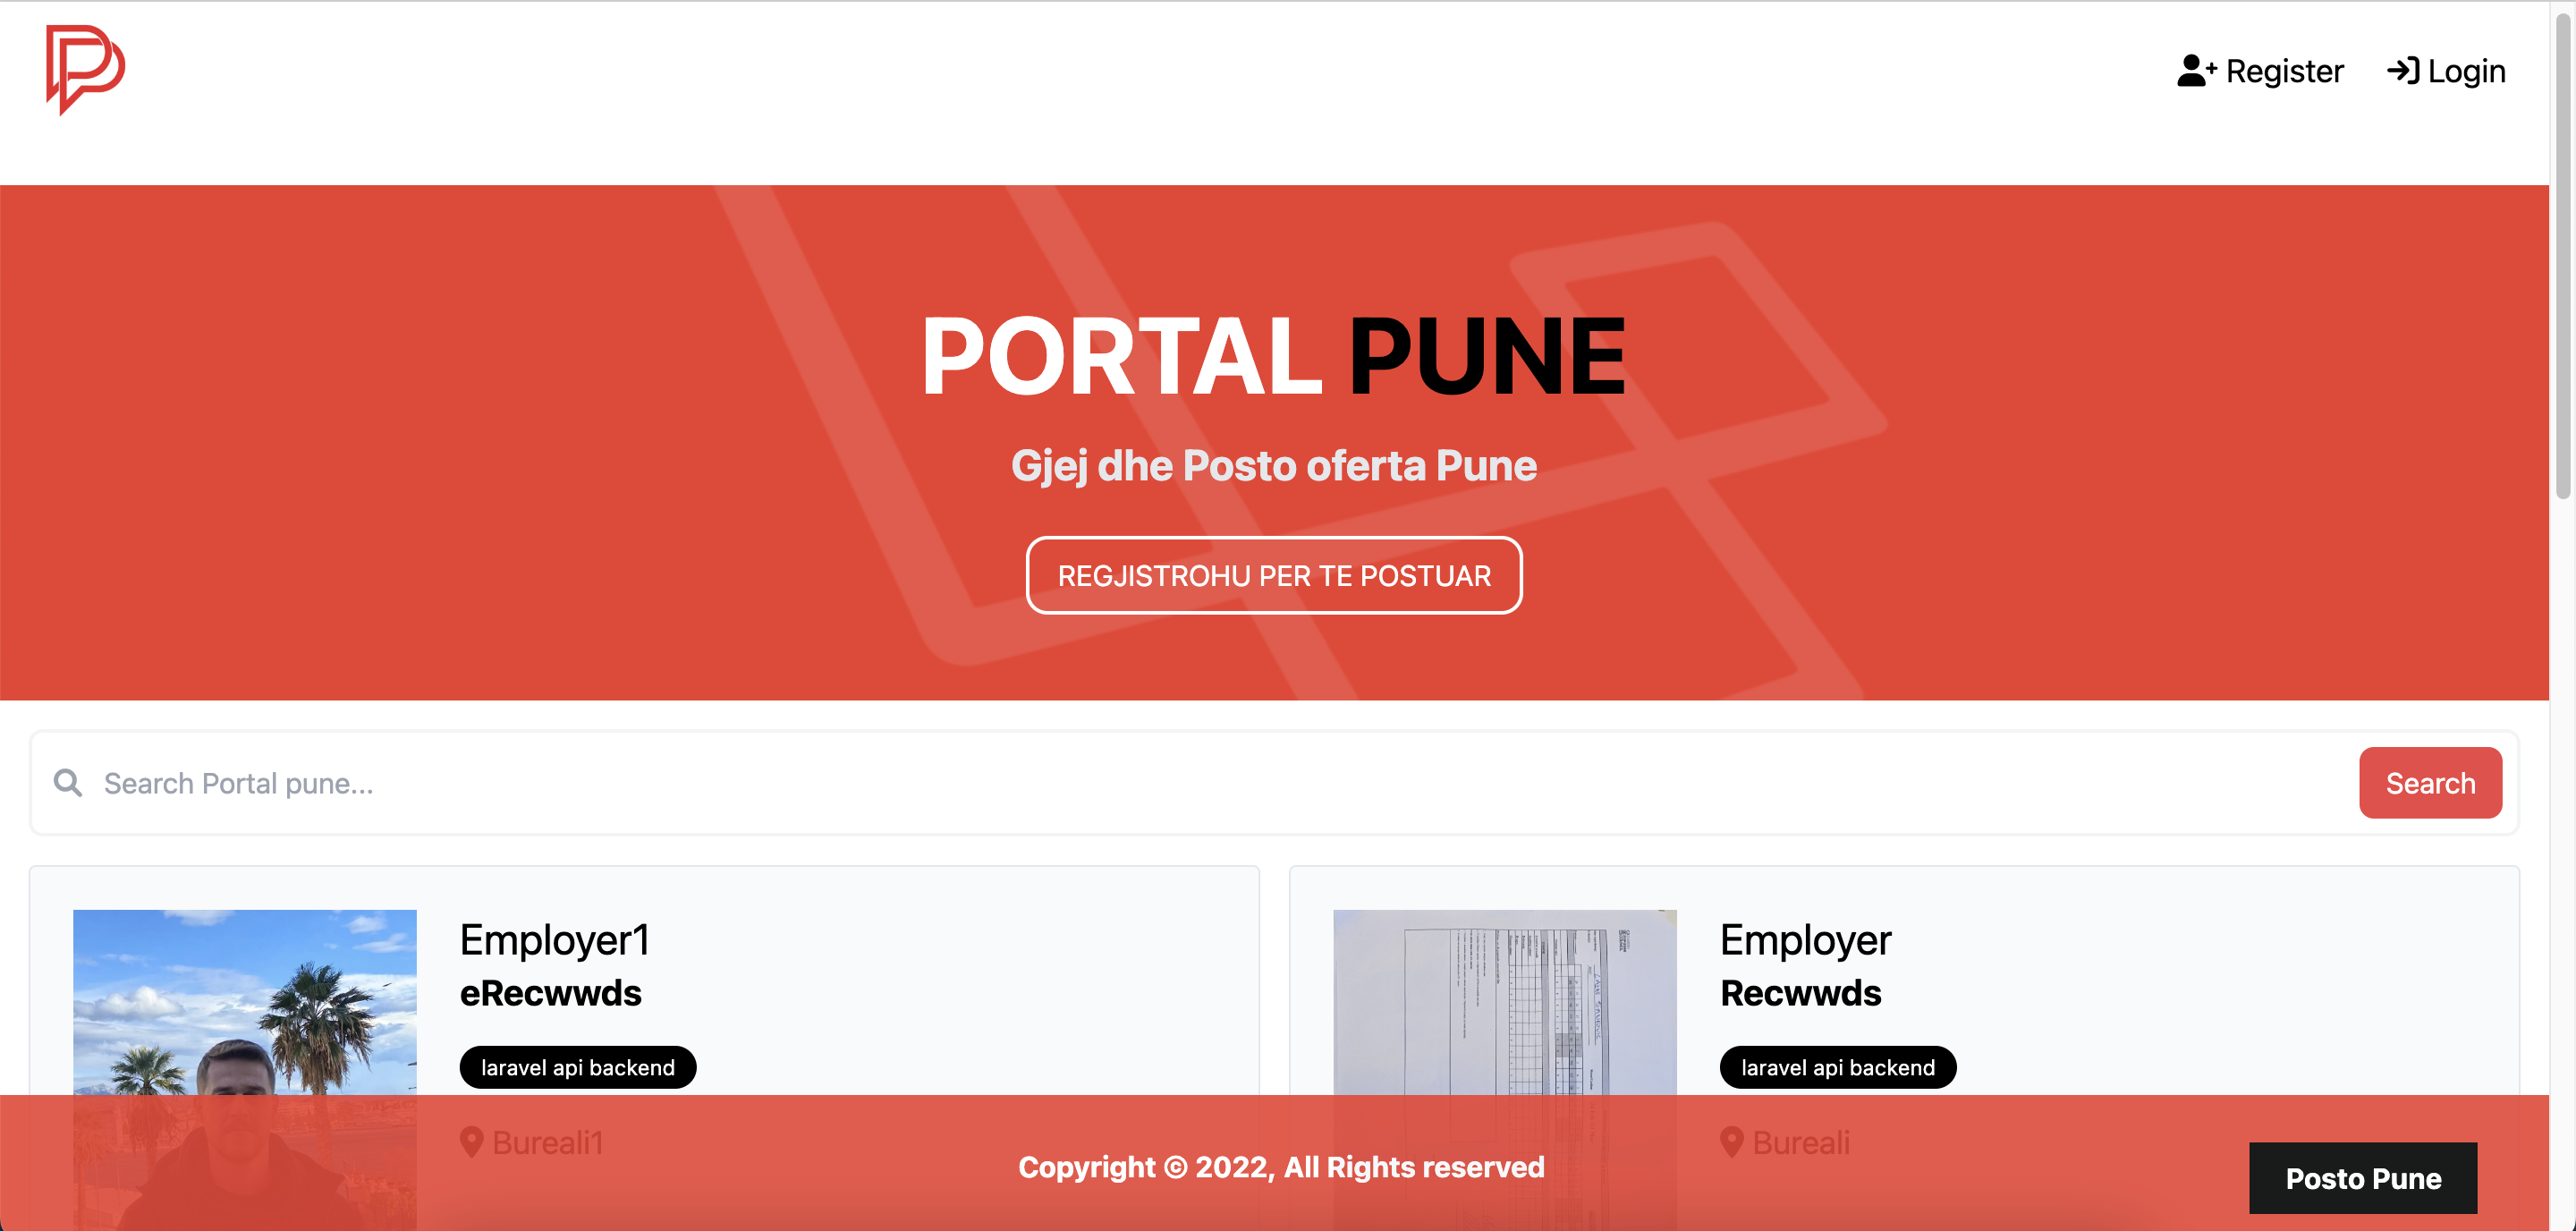 Register
Login
PORTAL PUNE
Gjej dhe Posto oferta Pune
REGJISTROHU PER TE POSTUAR
Search Portal pune...
Search
Employer1
eRecwwds
laravel api backend
Bureali1
Employer
Recwwds
laravel api backend
Bureali
Copyright © 2022, All Rights reserved
Posto Pune